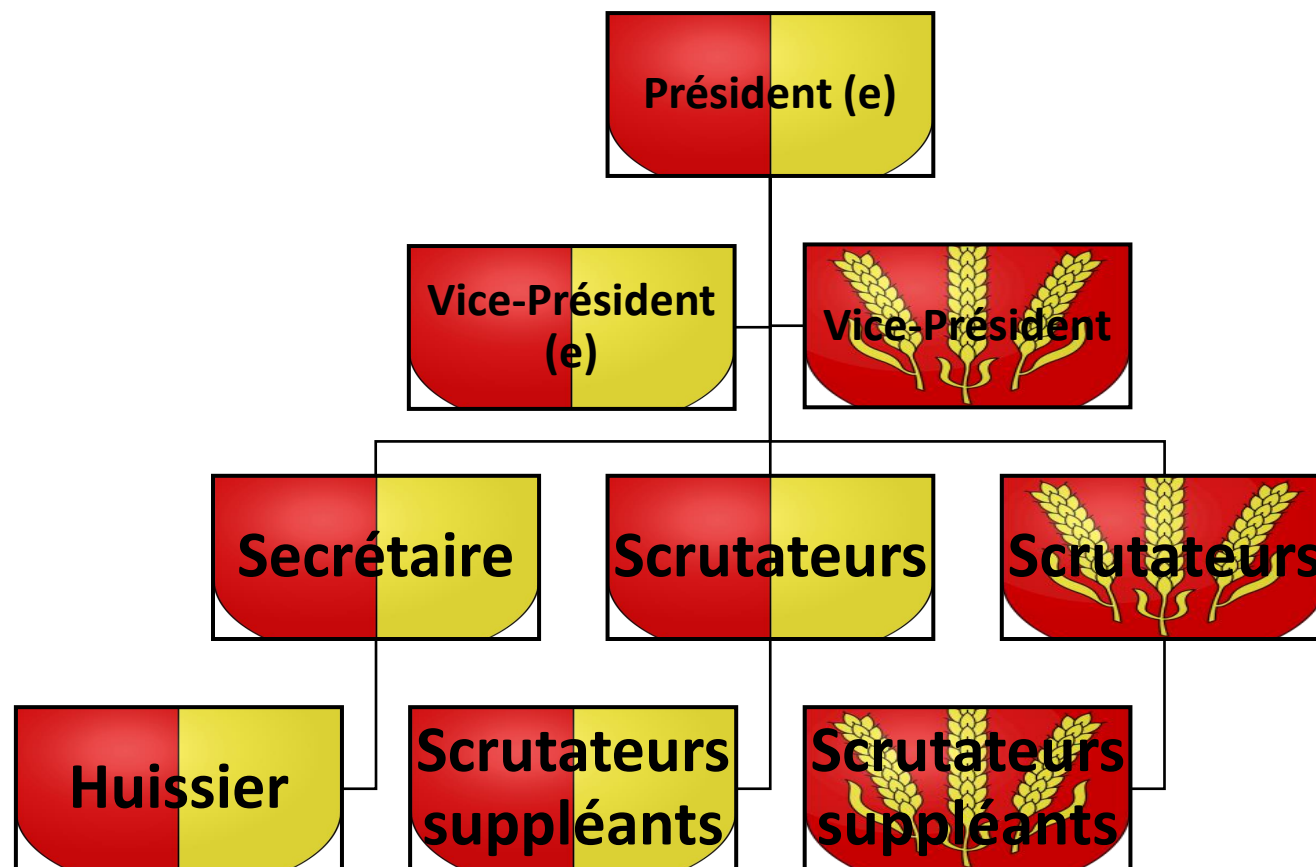 Président (e)
Vice-Président
(e)
Vice-Président
Secrétaire
Scrutateurs
Scrutateurs
Huissier
Scrutateurs
suppléants
Scrutateurs
suppléants